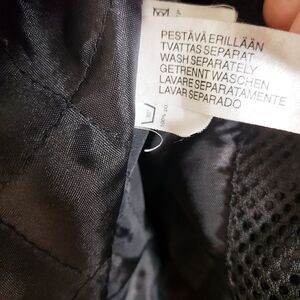 PESTÄVÄ ERILLÄÄN
TVATTAS SEPARAT
WASH SEPARATELY
GETRENNT WASCHEN
LAVARE SEPARATAMENTE
LAVAR SEPARADO